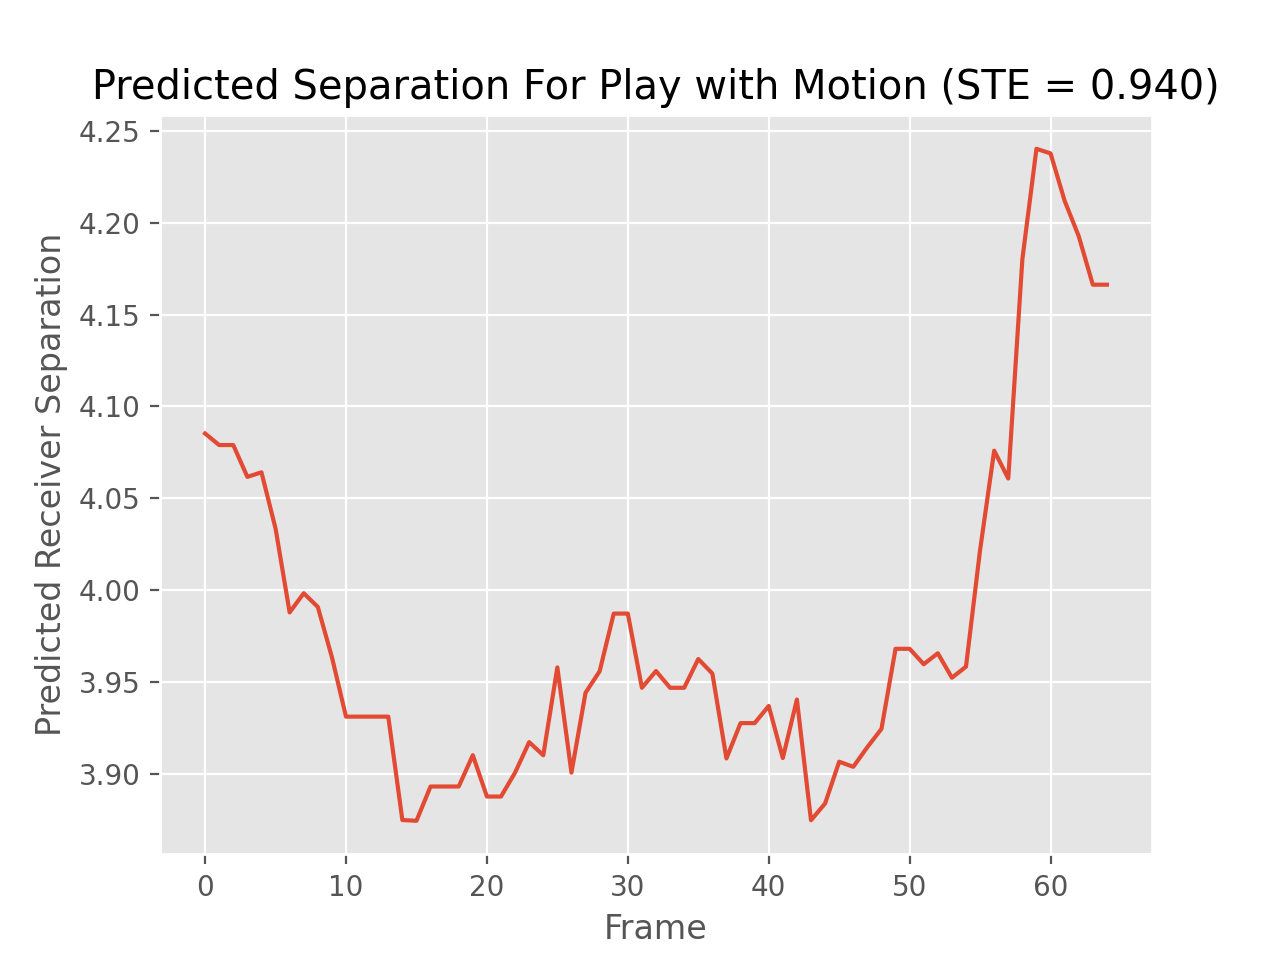 Predicted Separation For Play with Motion (STE = 0.940)
4.25
4.20
4.15
4.10
4.05
4.00
3.95
3.90
Predicted Receiver Separation
0 10 20 30 40 50 60
Frame